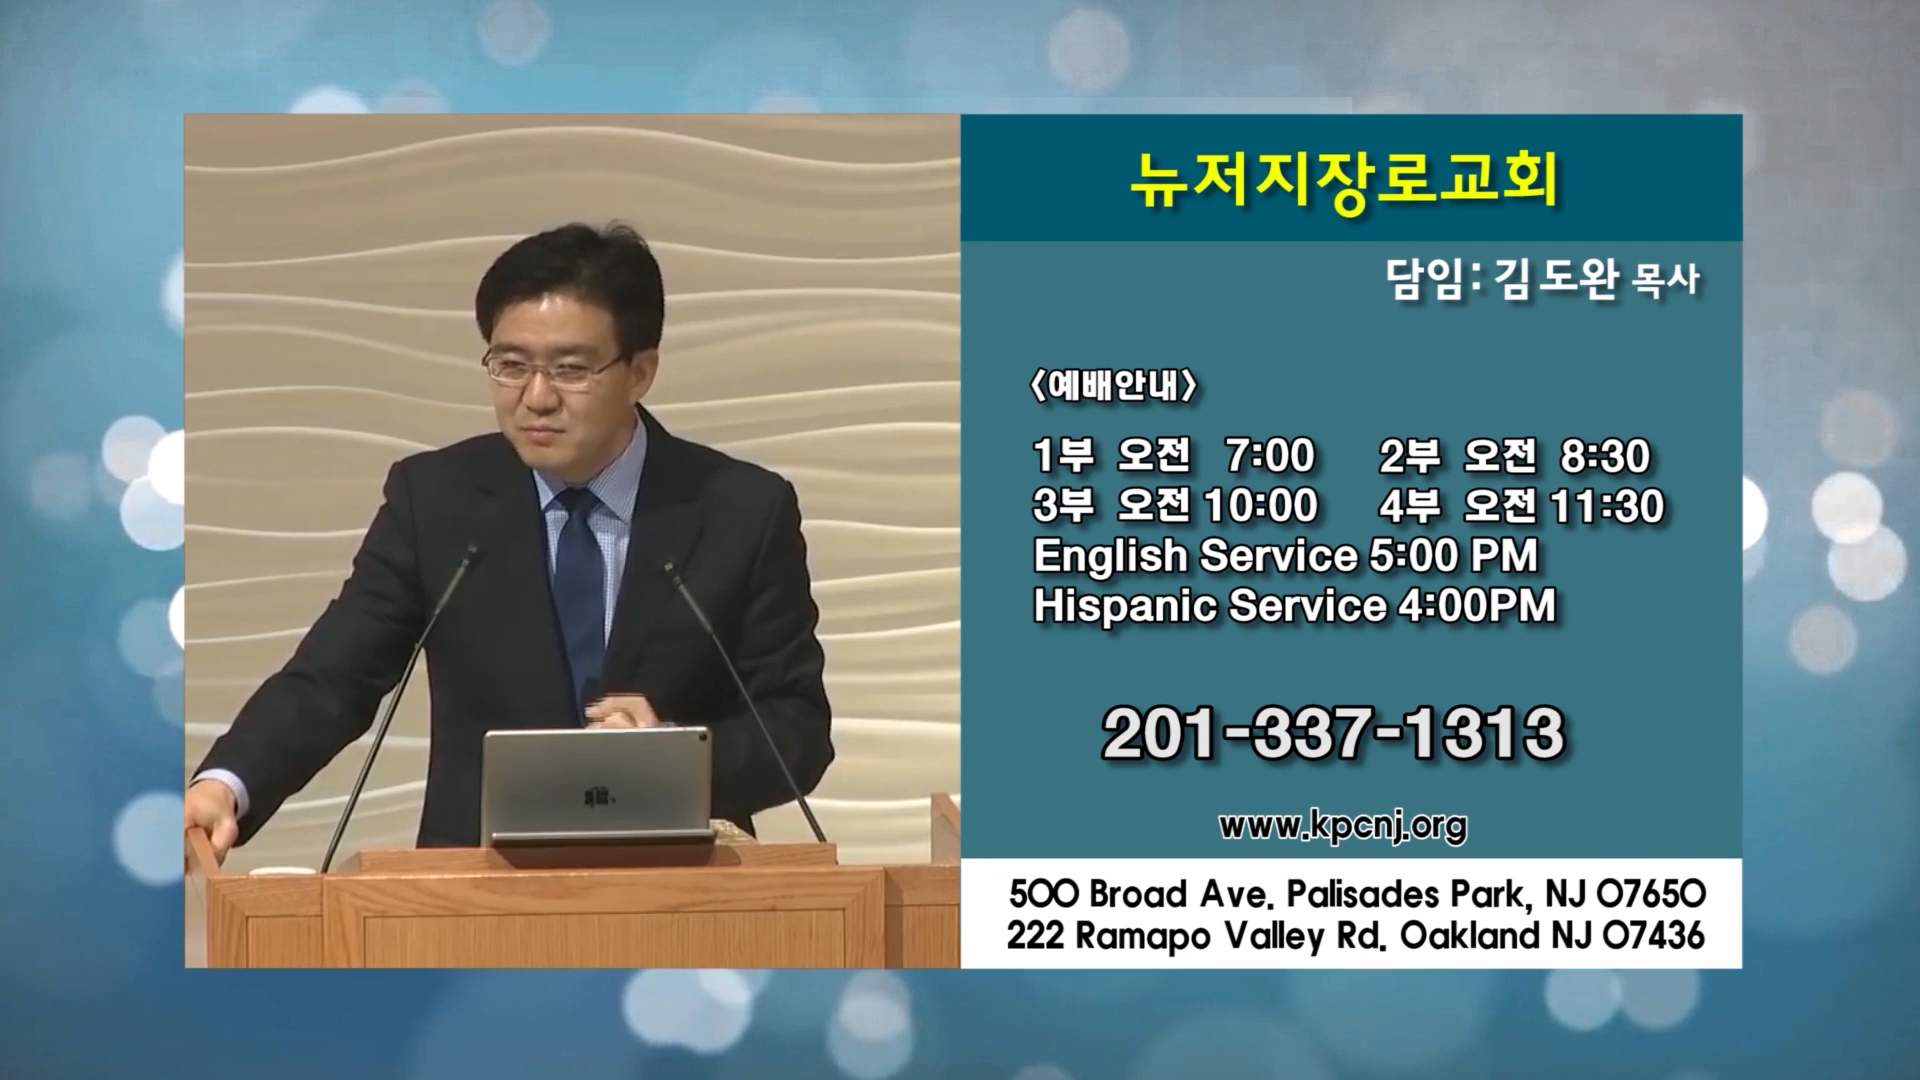 뉴저지장로교회
담임: 김도완 목사
<예배안내>
1부 오전 7:00 2부 오전 8:30
3부 오전 10:00 4부 오전 11:30
English Service 5:00 PM
Hispanic Service 4:00PM
201-337-1313
www.kpcnj.org
500 Broad Ave. Palisades Park, NJ 07650
222 Ramapo Valley Rd. Oakland NJ 07436